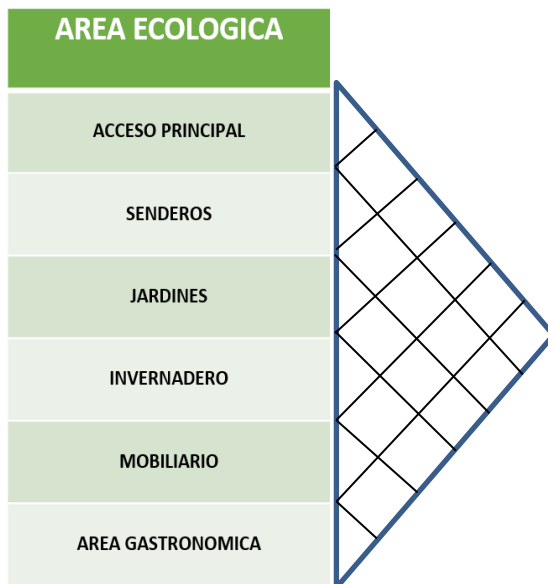 AREA ECOLOGICA
ACCESO PRINCIPAL
SENDEROS
JARDINES
INVERNADERO
MOBILIARIO
AREA GASTRONOMICA